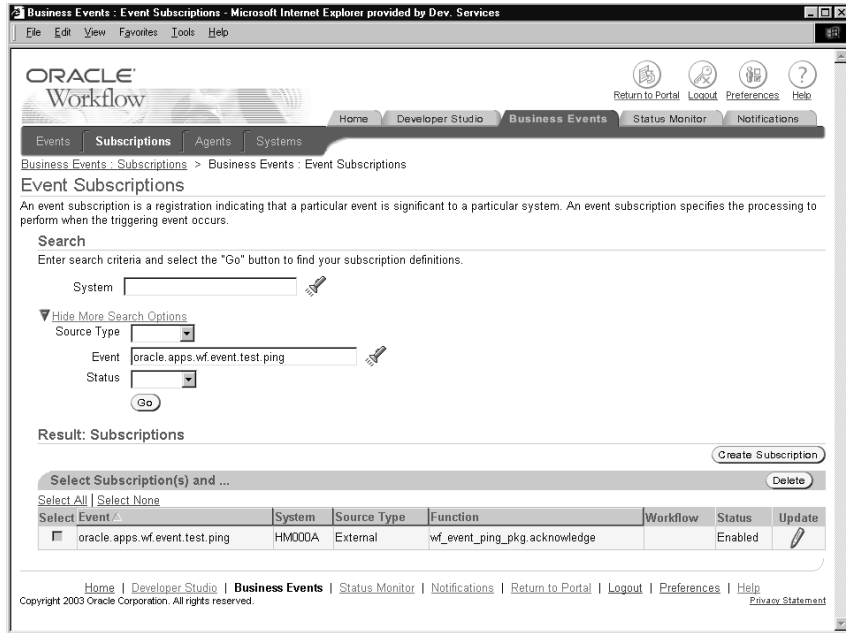 Business Events : Event Subscriptions - Microsoft Internet Explorer provided by Dev. Services
File Edit View Favorites Tools Help
ORACLE
Workflow
Return to Portal Logout Preferences Help
Home Developer Studio Business Events Status Monitor Notifications
Events Subscriptions Agents Systems
Business Events : Subscriptions > Business Events : Event Subscriptions
Event Subscriptions
An event subscription is a registration indicating that a particular event is significant to a particular system. An event subscription specifies the processing to
perform when the triggering event occurs.
Search
Enter search criteria and select the "Go" button to find your subscription definitions.
System
Hide More Search Options
Source Type
Event oracle.apps.wf.event.test.ping
Status
Go
Result: Subscriptions
Create Subscription
Select Subscription(s) and ... Delete
Select All | Select None
Select Event System Source Type Function Workflow Status Update
oracle.apps.wf.event.test.ping HM000A External wf_event_ping_pkg.acknowledge Enabled
Home | Developer Studio | Business Events | Status Monitor | Notifications | Return to Portal | Logout | Preferences | Help
Copyright 2003 Oracle Corporation. All rights reserved. Privacy Statement